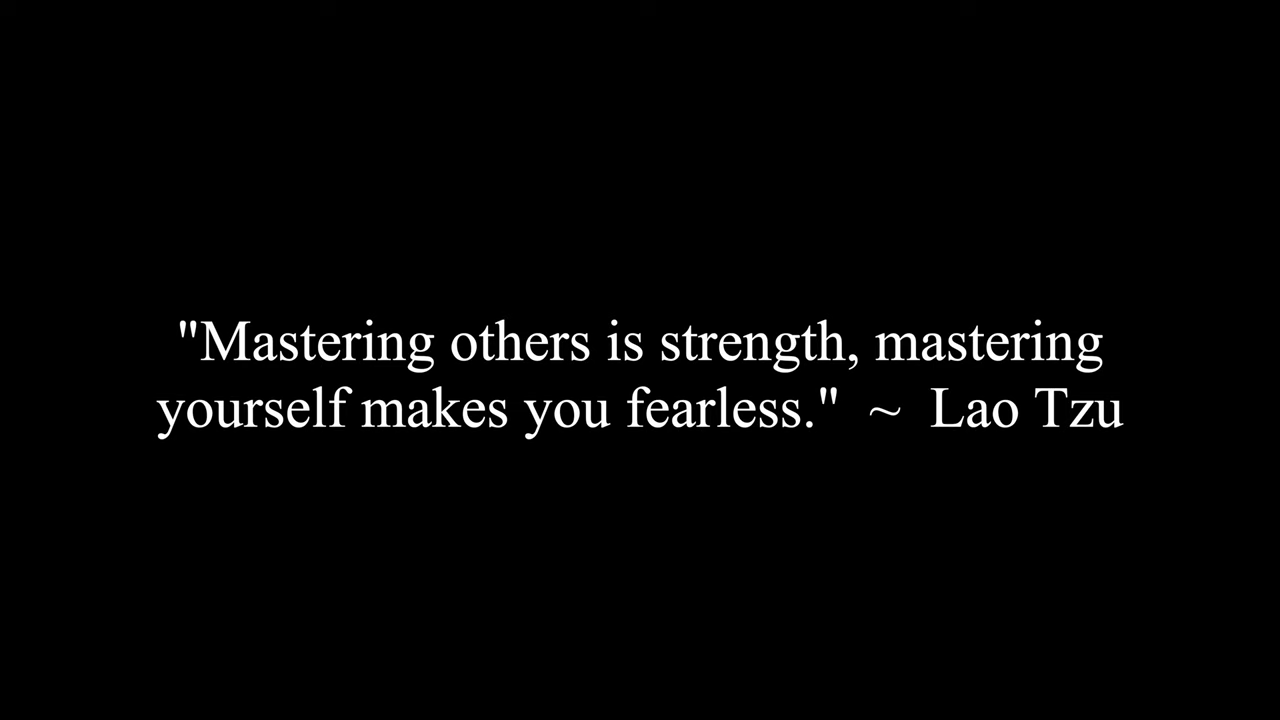 "Mastering others is strength, mastering
yourself makes you fearless."  ~  Lao Tzu